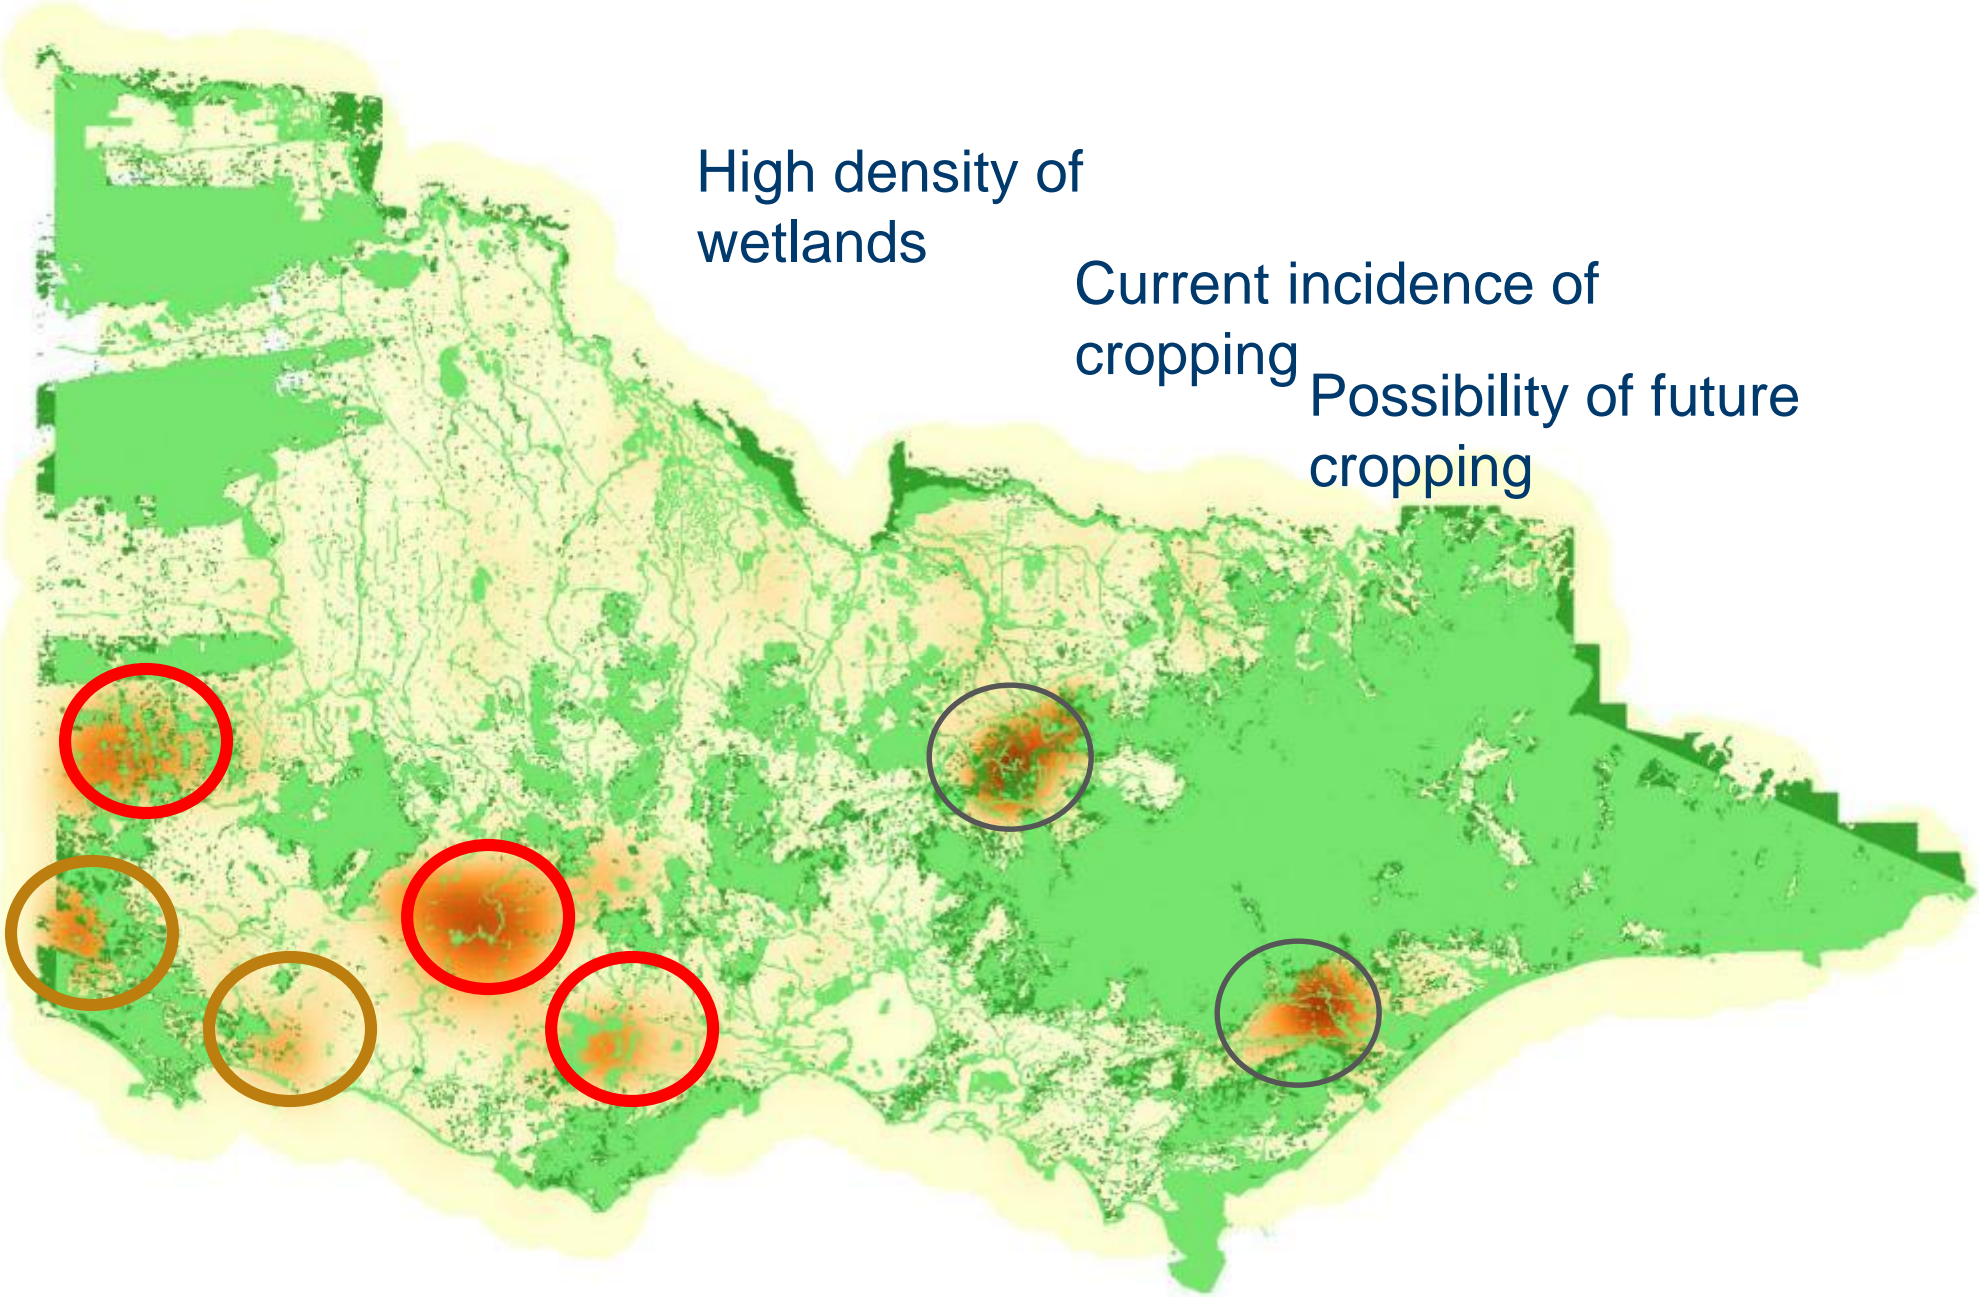 High density of
wetlands
Current incidence of
cropping
Possibility of future
cropping